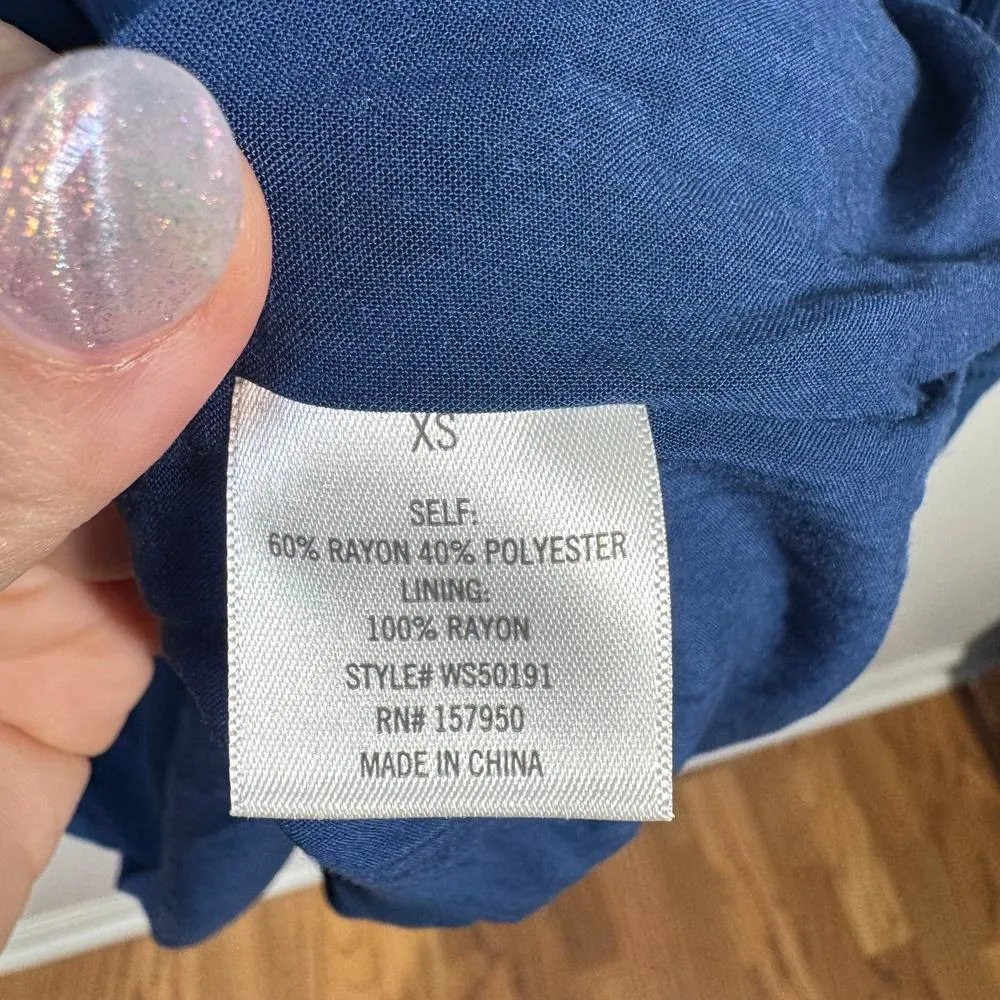 XS
SELF:
60% RAYON 40% POLYESTER
LINING:
100% RAYON
STYLE# WS50191
RN# 157950
MADE IN CHINA